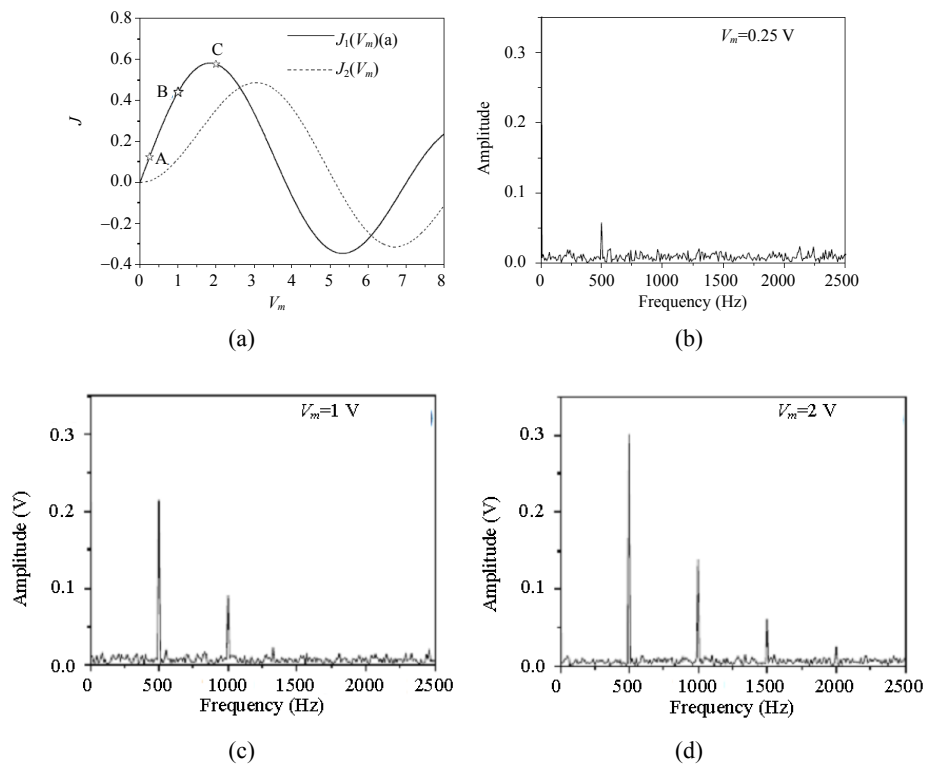 0.8
0.6
0.4
0.2
0.0
−0.2
−0.4
J
J1(Vm)(a)
J2(Vm)
A
B
C
0 1 2 3 4 5 6 7 8
Vm
(a)
Vm=0.25 V
0.3
0.2
0.1
0.0
Amplitude
0 500 1000 1500 2000 2500
Frequency (Hz)
(b)
Vm=1 V
0.3
0.2
0.1
0.0
Amplitude (V)
0 500 1000 1500 2000 2500
Frequency (Hz)
(c)
Vm=2 V
0.3
0.2
0.1
0.0
Amplitude (V)
0 500 1000 1500 2000 2500
Frequency (Hz)
(d)